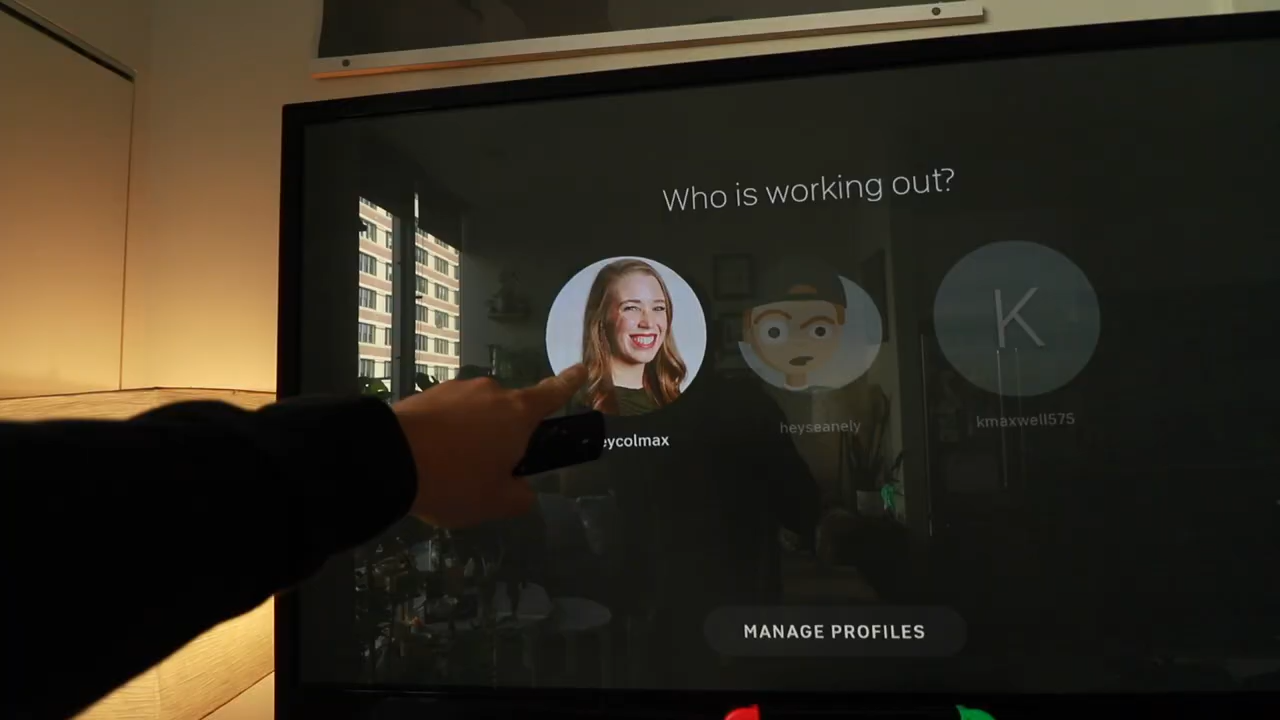 Who is working out?
K
eycolmax
heyseanely
kmaxwell575
MANAGE PROFILES